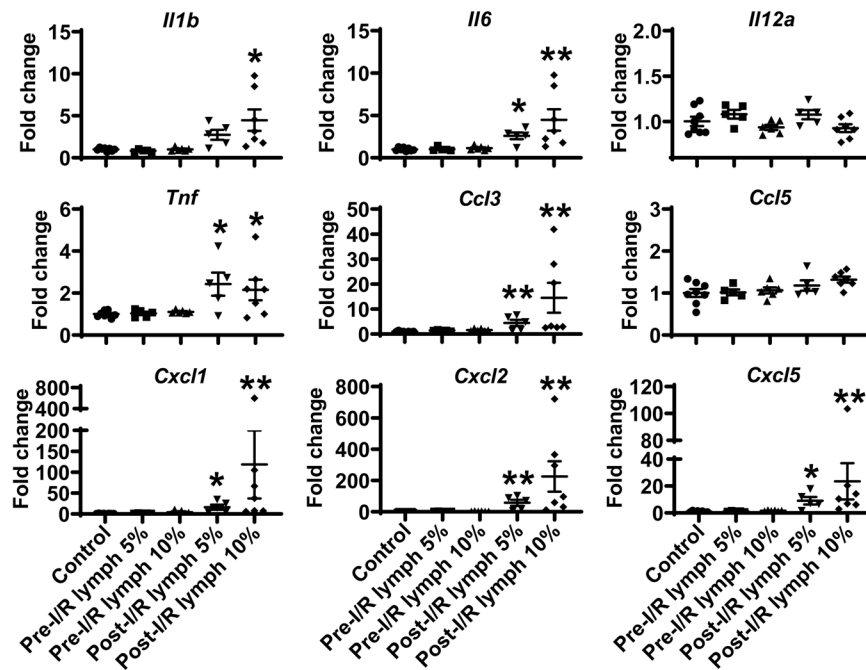 Il1b
Il6
Il12a
Fold change
15
10
5
0
*
Fold change
15
10
5
0
*
**
Fold change
2.0
1.5
1.0
Tnf
Ccl3
Ccl5
Fold change
6
4
2
0
*
*
Fold change
50
40
30
20
10
0
**
**
Fold change
3
2
1
0
Cxcl1
Cxcl2
Cxcl5
Fold change
800
400
200
150
100
50
0
*
**
Fold change
800
600
400
200
0
**
**
Fold change
120
100
80
40
20
0
*
**
Control
Pre-I/R lymph 5%
Pre-I/R lymph 10%
Post-I/R lymph 5%
Post-I/R lymph 10%
Control
Pre-I/R lymph 5%
Pre-I/R lymph 10%
Post-I/R lymph 5%
Post-I/R lymph 10%
Control
Pre-I/R lymph 5%
Pre-I/R lymph 10%
Post-I/R lymph 5%
Post-I/R lymph 10%